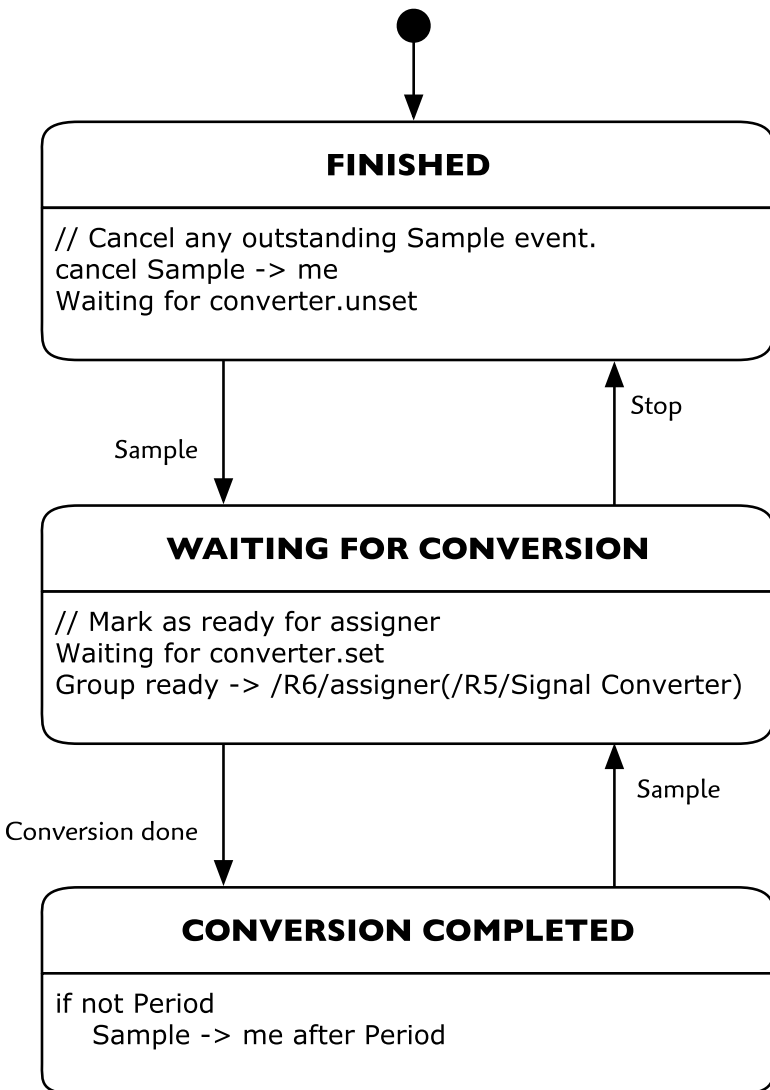 FINISHED
// Cancel any outstanding Sample event.
cancel Sample -> me
Waiting for converter.unset
Stop
Sample
WAITING FOR CONVERSION
// Mark as ready for assigner
Waiting for converter.set
Group ready -> /R6/assigner(/R5/Signal Converter)
Sample
Conversion done
CONVERSION COMPLETED
if not Period
Sample -> me after Period